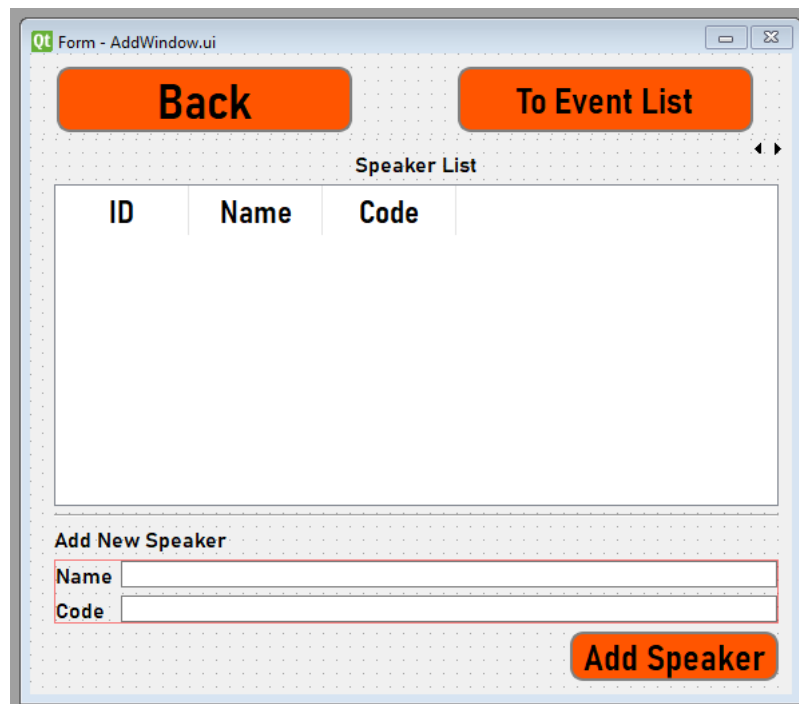 Qt Form - AddWindow.ui
Back To Event List
Speaker List
ID Name Code
Add New Speaker
Name
Code
Add Speaker